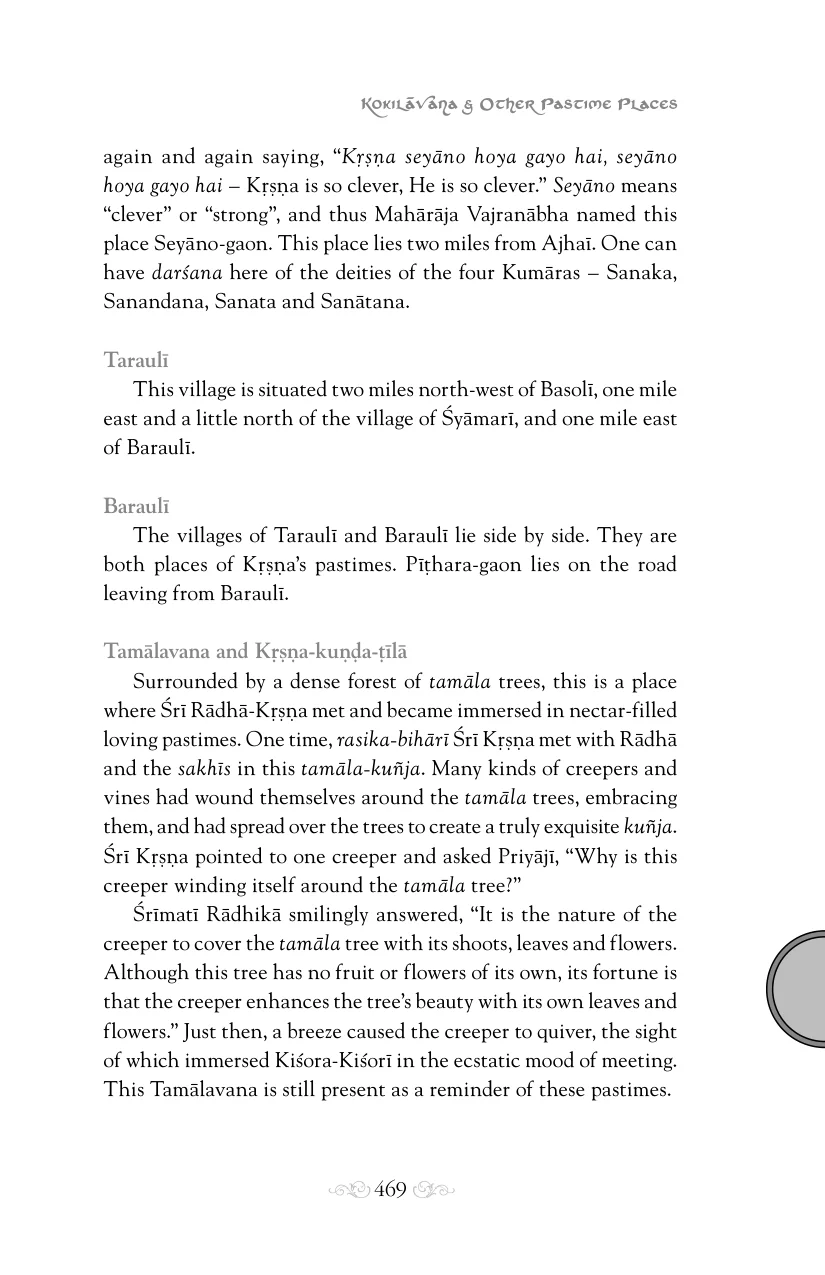 Kokilāvaṇa & Other Pastime Places
again and again saying, “Kṛṣṇa seyāno hoya gayo hai, seyāno
hoya gayo hai – Kṛṣṇa is so clever, He is so clever.” Seyāno means
“clever” or “strong”, and thus Mahārāja Vajranābha named this
place Seyāno-gaon. This place lies two miles from Ajhaī. One can
have darśana here of the deities of the four Kumāras – Sanaka,
Sanandana, Sanata and Sanātana.
Taraulī
This village is situated two miles north-west of Basolī, one mile
east and a little north of the village of Śyāmarī, and one mile east
of Baraulī.
Baraulī
The villages of Taraulī and Baraulī lie side by side. They are
both places of Kṛṣṇa’s pastimes. Pīṭhara-gaon lies on the road
leaving from Baraulī.
Tamālavana and Kṛṣṇa-kuṇḍa-ṭīlā
Surrounded by a dense forest of tamāla trees, this is a place
where Śrī Rādhā-Kṛṣṇa met and became immersed in nectar-filled
loving pastimes. One time, rasika-bihārī Śrī Kṛṣṇa met with Rādhā
and the sakhīs in this tamāla-kuñja. Many kinds of creepers and
vines had wound themselves around the tamāla trees, embracing
them, and had spread over the trees to create a truly exquisite kuñja.
Śrī Kṛṣṇa pointed to one creeper and asked Priyājī, “Why is this
creeper winding itself around the tamāla tree?”
Śrīmatī Rādhikā smilingly answered, “It is the nature of the
creeper to cover the tamāla tree with its shoots, leaves and flowers.
Although this tree has no fruit or flowers of its own, its fortune is
that the creeper enhances the tree’s beauty with its own leaves and
flowers.” Just then, a breeze caused the creeper to quiver, the sight
of which immersed Kiśora-Kiśorī in the ecstatic mood of meeting.
This Tamālavana is still present as a reminder of these pastimes.
469